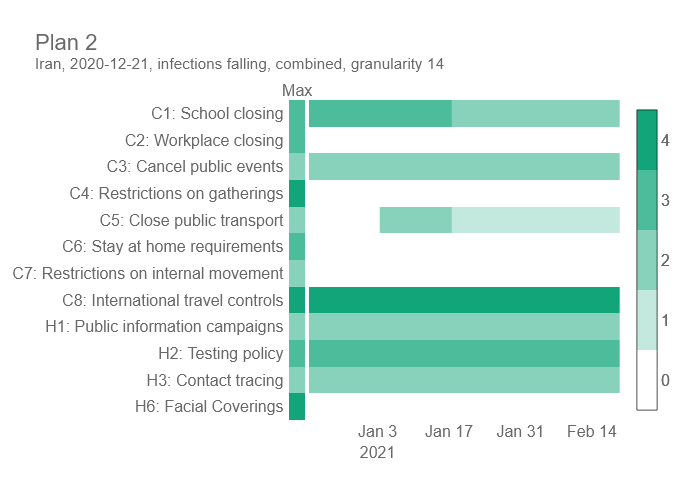 Plan 2
Iran, 2020-12-21, infections falling, combined, granularity 14
Max
C1: School closing
C2: Workplace closing
C3: Cancel public events
C4: Restrictions on gatherings
C5: Close public transport
C6: Stay at home requirements
C7: Restrictions on internal movement
C8: International travel controls
H1: Public information campaigns
H2: Testing policy
H3: Contact tracing
H6: Facial Coverings
4
3
2
1
0
Jan 3 Jan 17 Jan 31 Feb 14
2021